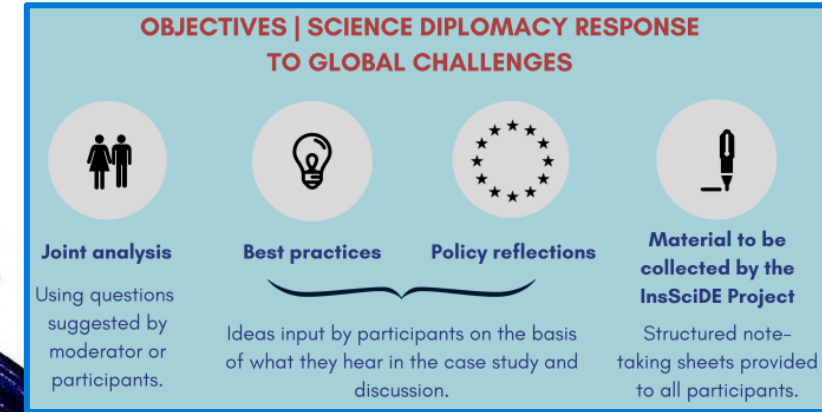 OBJECTIVES | SCIENCE DIPLOMACY RESPONSE
TO GLOBAL CHALLENGES
Joint analysis
Using questions
suggested by
moderator or
participants.
Best practices
Policy reflections
Ideas input by participants on the basis
of what they hear in the case study and
discussion.
Material to be
collected by the
InsSciDE Project
Structured note-
taking sheets provided
to all participants.